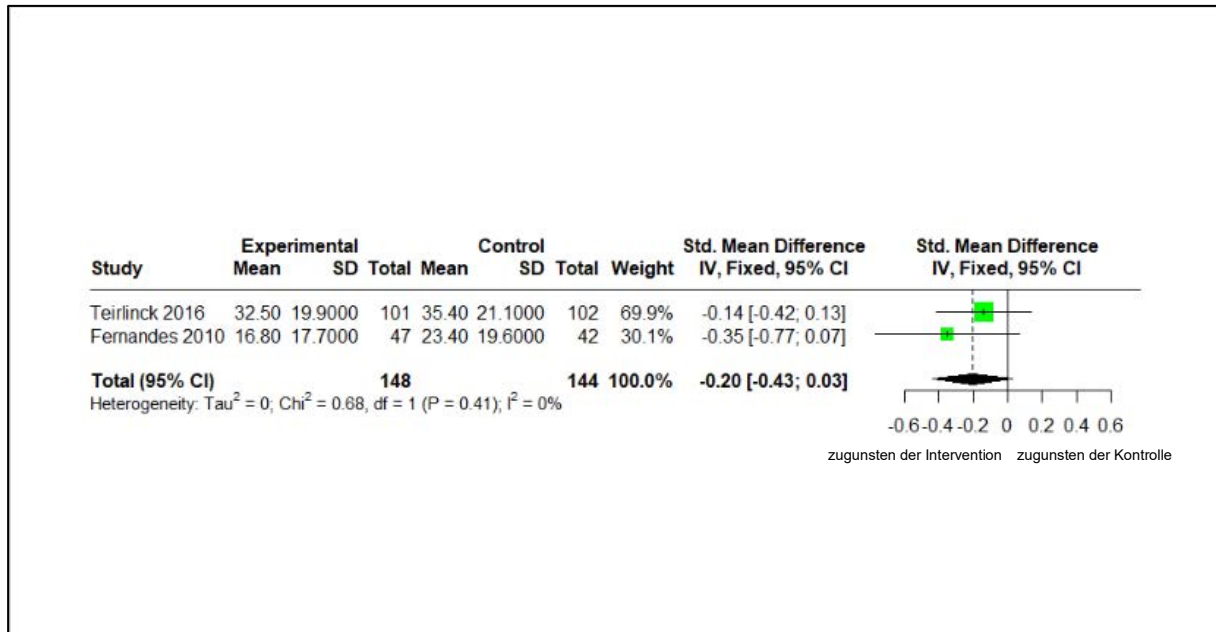 Experimental Control Std. Mean Difference Std. Mean Difference
Study Mean SD Total Mean SD Total Weight IV, Fixed, 95% CI IV, Fixed, 95% CI
Teirlinck 2016 32.50 19.9000 101 35.40 21.1000 102 69.9% -0.14 [-0.42; 0.13]
Fernandes 2010 16.80 17.7000 47 23.40 19.6000 42 30.1% -0.35 [-0.77; 0.07]
Total (95% CI) 148 144 100.0% -0.20 [-0.43; 0.03]
Heterogeneity: Tau² = 0; Chi² = 0.68, df = 1 (P = 0.41); I² = 0%
-0.6 -0.4 -0.2 0 0.2 0.4 0.6
zugunsten der Intervention zugunsten der Kontrolle